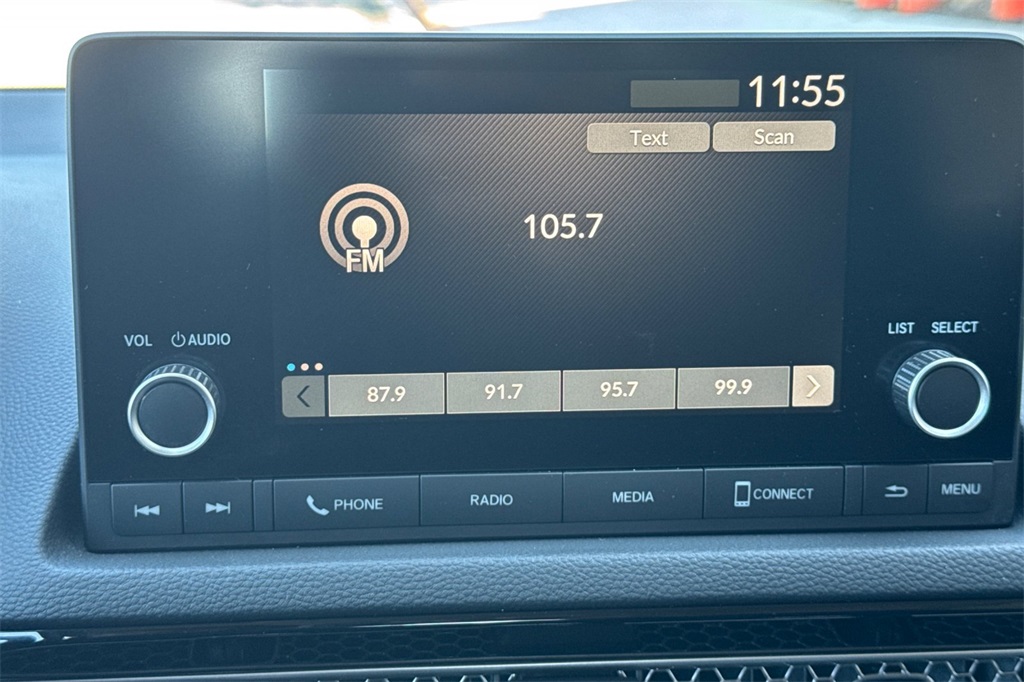 11:55
Text Scan
105.7
FM
VOL AUDIO LIST SELECT
87.9 91.7 95.7 99.9
PHONE RADIO MEDIA CONNECT MENU